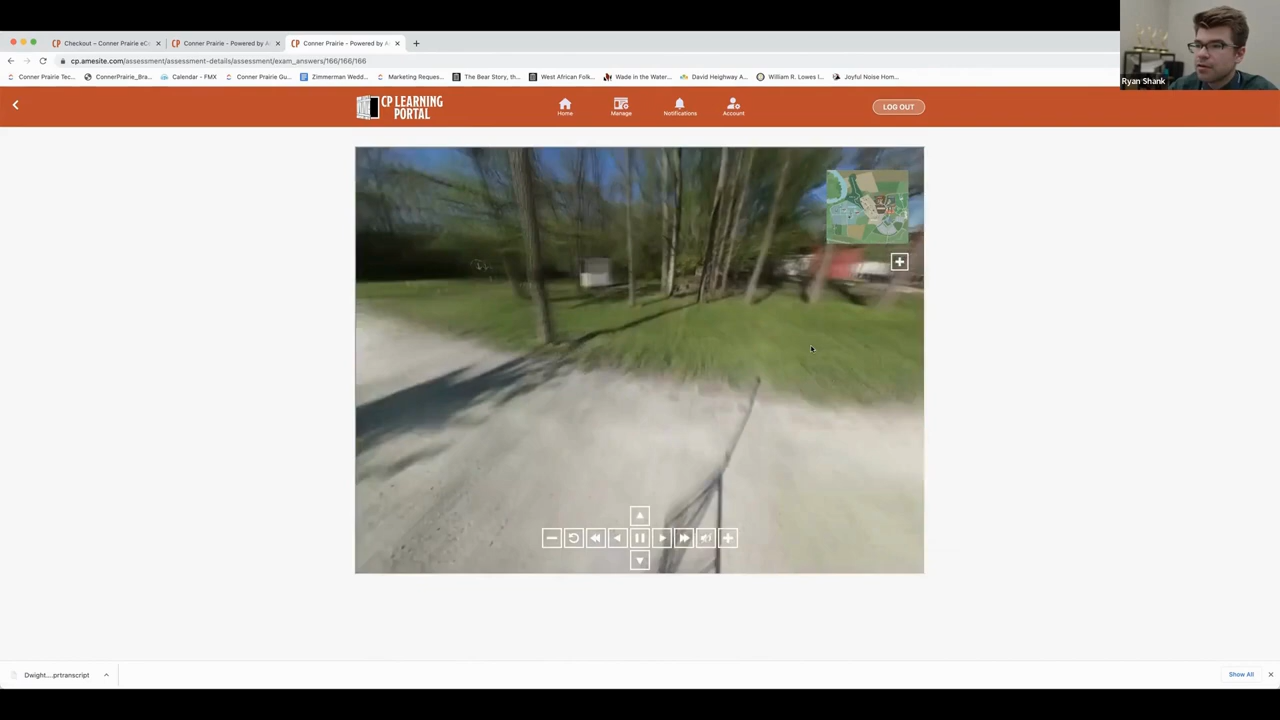 Checkout – Conner Prairie eCo
Conner Prairie - Powered by A
Conner Prairie - Powered by A
cp.amesite.com/assessment/assessment-details/assessment/exam_answers/166/166/166
Conner Prairie Tec...
ConnerPrairie_Bra...
Calendar - FMX
Conner Prairie Gu...
Zimmerman Wedd...
Marketing Reques...
The Bear Story, th...
West African Folk...
Wade in the Water...
David Heighway A...
William R. Lowes I...
Joyful Noise Hom...
Ryan Shank
CP LEARNING
PORTAL
Home
Manage
Notifications
Account
LOG OUT
Dwight....prtranscript
Show All